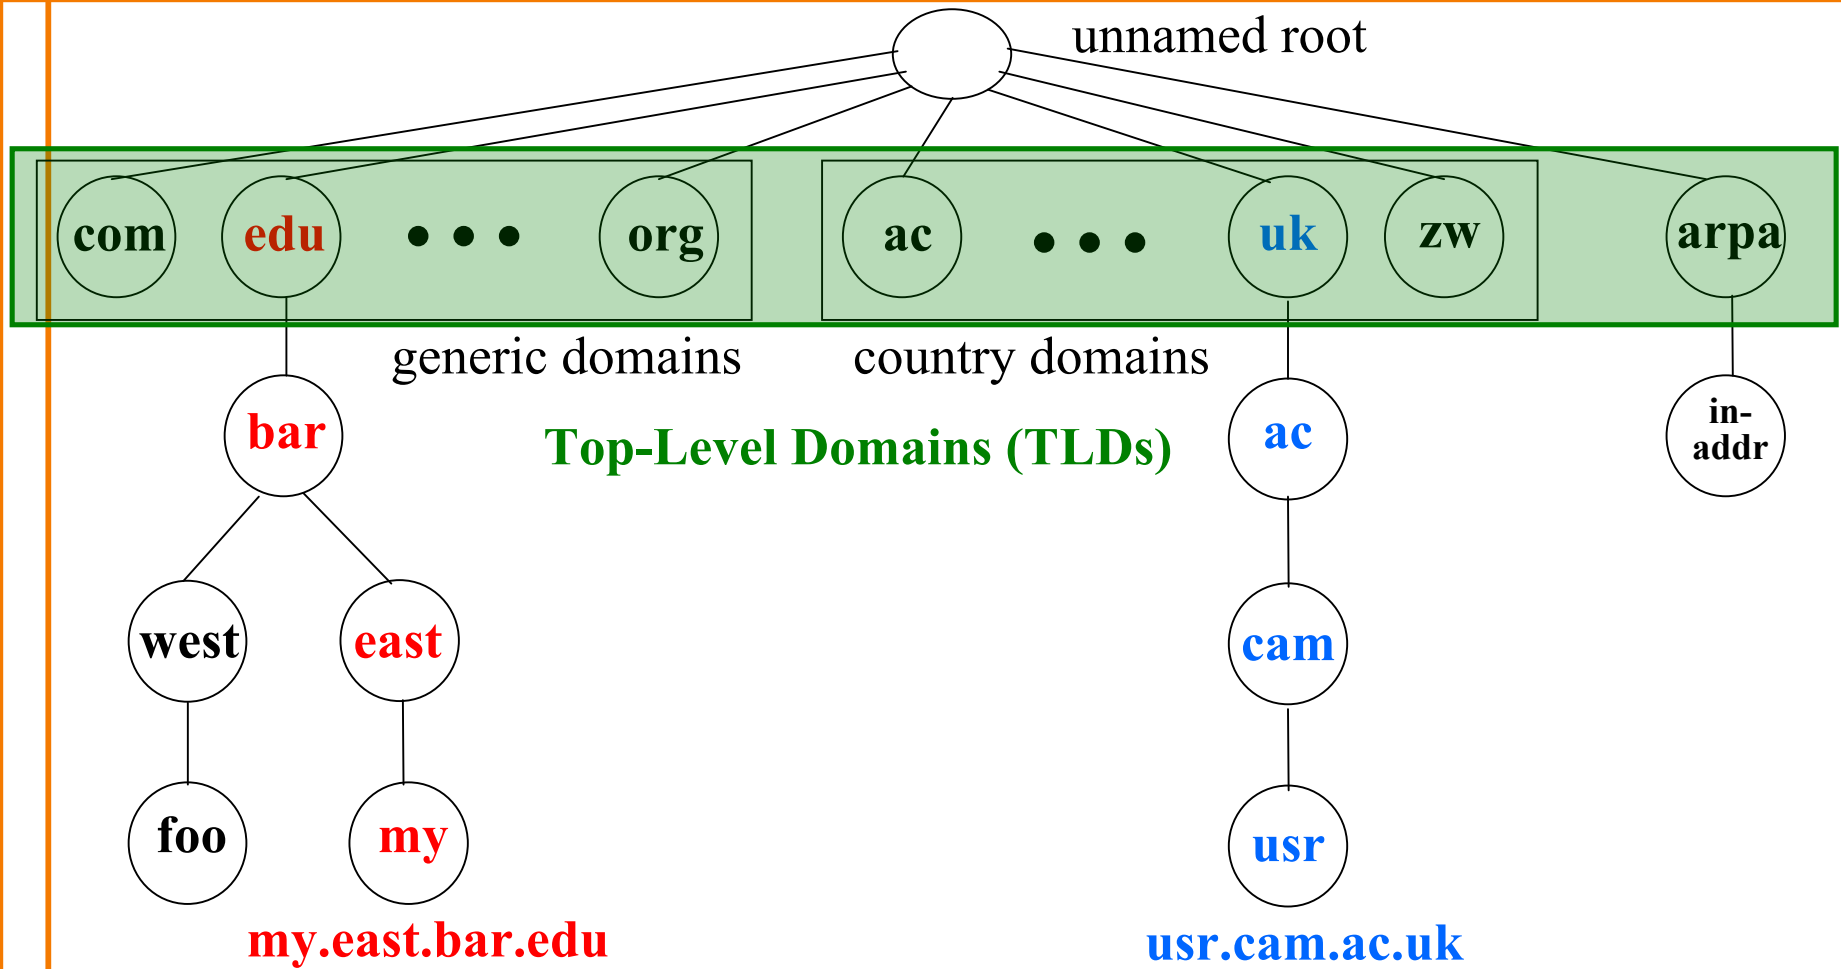 unnamed root
com
edu
• • •
org
ac
• • •
uk
zw
arpa
generic domains
country domains
bar
Top-Level Domains (TLDs)
ac
in-
addr
west
east
cam
foo
my
usr
my.east.bar.edu
usr.cam.ac.uk